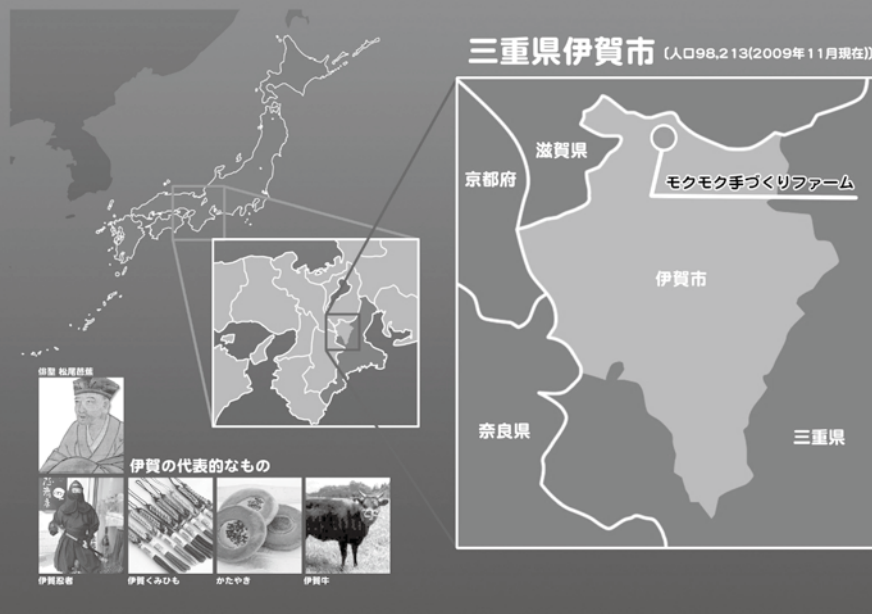 三重県伊賀市〔人口98,213(2009年11月現在)〕
滋賀県
京都府
モクモク手づくりファーム
伊賀市
奈良県
三重県
俳聖 松尾芭蕉
伊賀の代表的なもの
伊賀忍者
伊賀くみひも
かたやき
伊賀牛